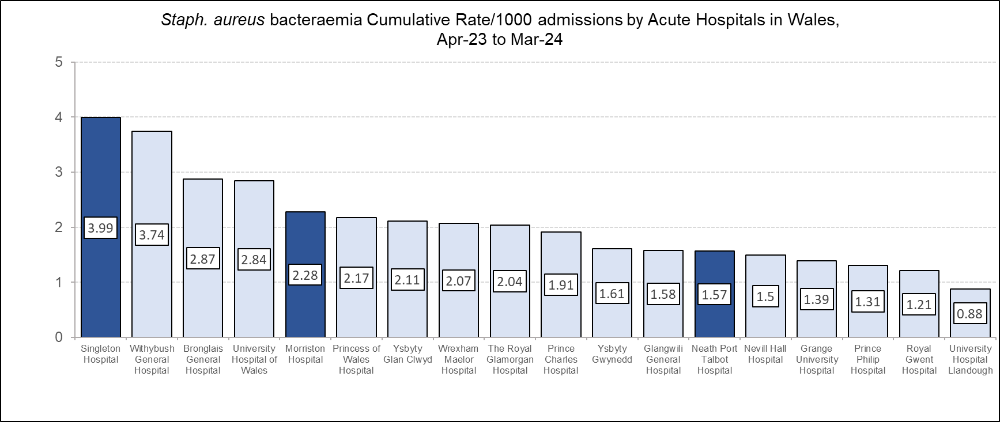 Staph. aureus bacteraemia Cumulative Rate/1000 admissions by Acute Hospitals in Wales,
Apr-23 to Mar-24
5
4
3
2
1
0
3.99
3.74
2.87
2.84
2.28
2.17
2.11
2.07
2.04
1.91
1.61
1.58
1.57
1.5
1.39
1.31
1.21
0.88
Singleton
Hospital
Withybush
General
Hospital
Bronglais
General
Hospital
University
Hospital of
Wales
Morriston
Hospital
Princess of
Wales
Hospital
Ysbyty
Glan Clwyd
Wrexham
Maelor
Hospital
The Royal
Glamorgan
Hospital
Prince
Charles
Hospital
Ysbyty
Gwynedd
Glangwili
General
Hospital
Neath Port
Talbot
Hospital
Nevill Hall
Hospital
Grange
University
Hospital
Prince
Philip
Hospital
Royal
Gwent
Hospital
University
Hospital
Llandough